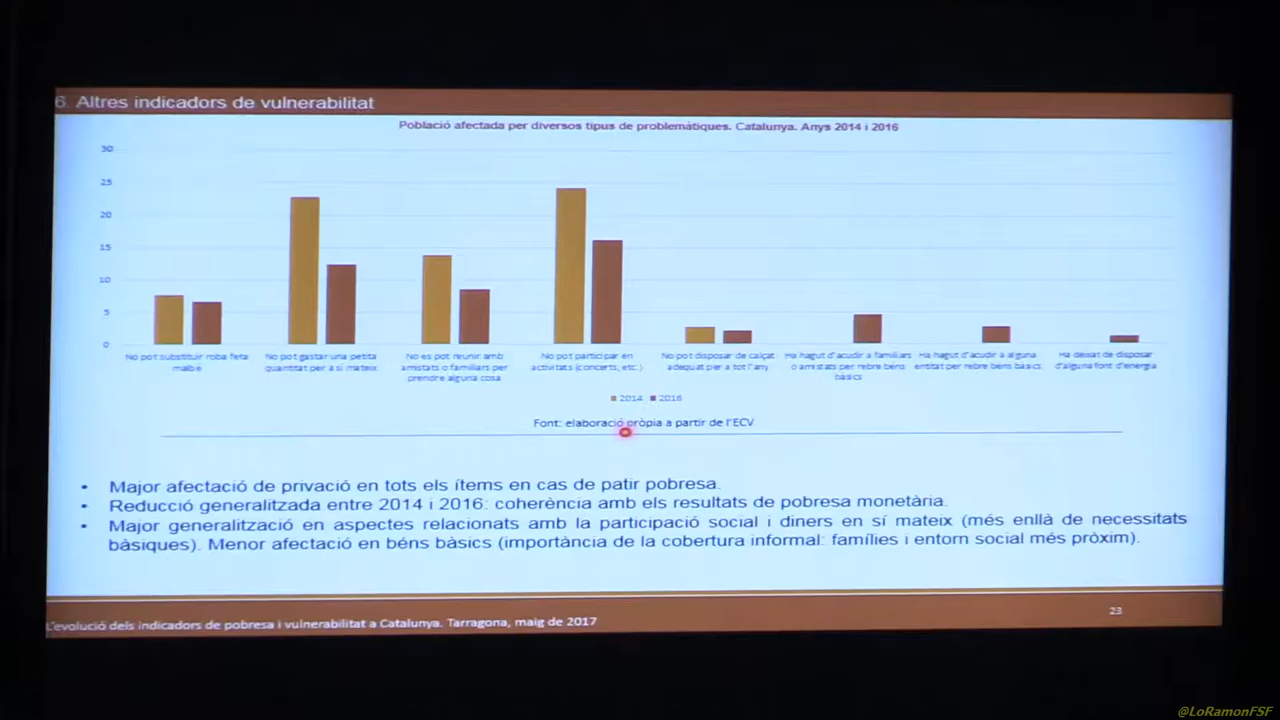 6. Altres indicadors de vulnerabilitat
Població afectada per diversos tipus de problemàtiques. Catalunya. Anys 2014 i 2016
30
25
20
15
10
5
0
No pot substituir roba feta malbé
No pot gastar una petita quantitat per a sí mateix
No es pot reunir amb amistats o familiars per prendre alguna cosa
No pot participar en activitats (concerts, etc.)
No pot disposar de calçat adequat per a tot l'any
Ha hagut d'acudir a familiars o amistats per rebre béns bàsics
Ha hagut d'acudir a alguna entitat per rebre béns bàsics
Ha deixat de disposar d'alguna font d'energia
2014 2016
Font: elaboració pròpia a partir de l'ECV
• Major afectació de privació en tots els ítems en cas de patir pobresa.
• Reducció generalitzada entre 2014 i 2016: coherència amb els resultats de pobresa monetària.
• Major generalització en aspectes relacionats amb la participació social i diners en sí mateix (més enllà de necessitats
bàsiques). Menor afectació en béns bàsics (importància de la cobertura informal: famílies i entorn social més pròxim).
23
L'evolució dels indicadors de pobresa i vulnerabilitat a Catalunya. Tarragona, maig de 2017
@LoRamonFSF